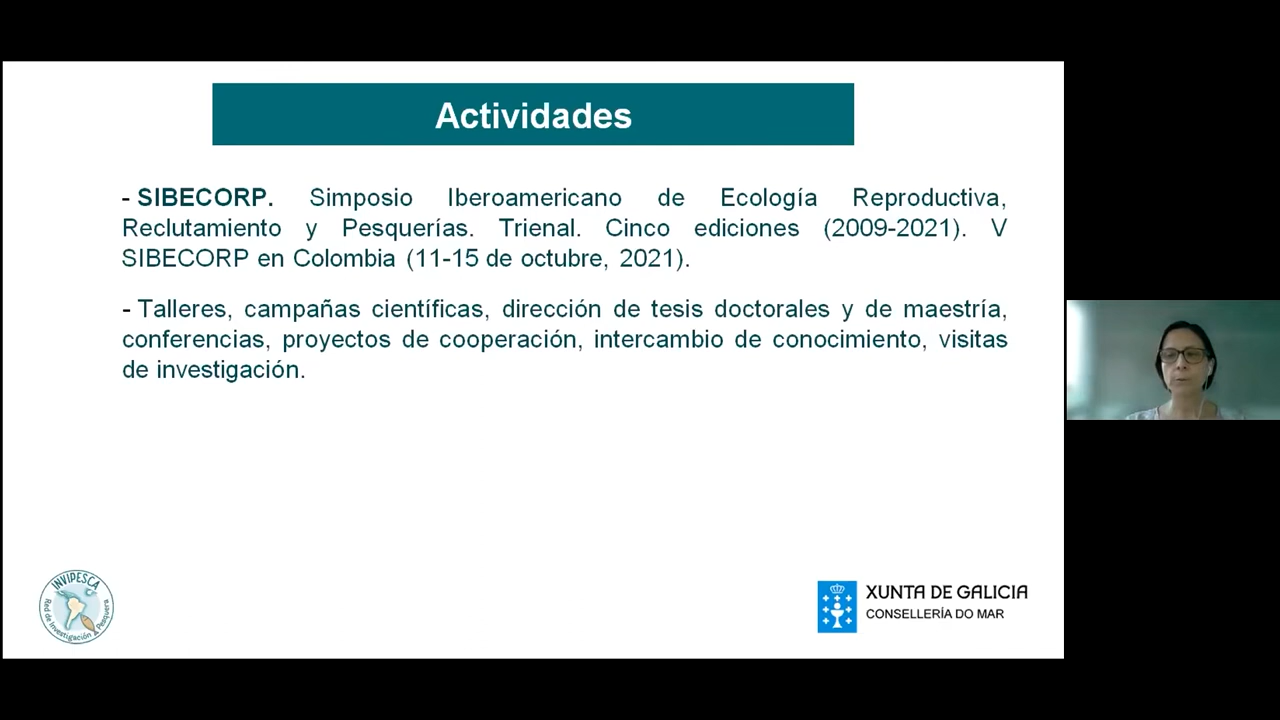 Actividades
- SIBECORP. Simposio Iberoamericano de Ecología Reproductiva,
Reclutamiento y Pesquerías. Trienal. Cinco ediciones (2009-2021). V
SIBECORP en Colombia (11-15 de octubre, 2021).
- Talleres, campañas científicas, dirección de tesis doctorales y de maestría,
conferencias, proyectos de cooperación, intercambio de conocimiento, visitas
de investigación.
INVIPESCA
Red de Investigación Pesquera
XUNTA DE GALICIA
CONSELLERÍA DO MAR